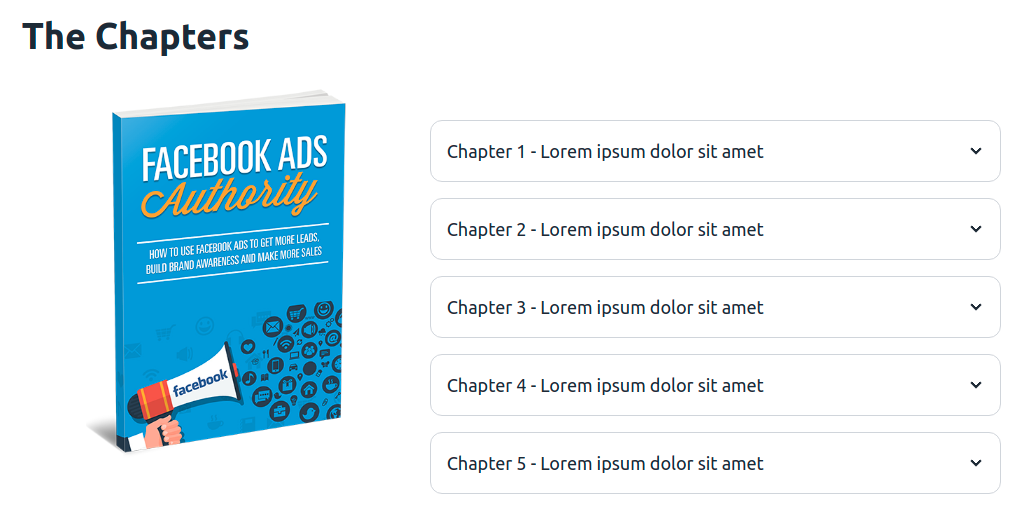 The Chapters
FACEBOOK ADS
Authority
HOW TO USE FACEBOOK ADS TO GET MORE LEADS,
BUILD BRAND AWARENESS AND MAKE MORE SALES
facebook
Chapter 1 - Lorem ipsum dolor sit amet
Chapter 2 - Lorem ipsum dolor sit amet
Chapter 3 - Lorem ipsum dolor sit amet
Chapter 4 - Lorem ipsum dolor sit amet
Chapter 5 - Lorem ipsum dolor sit amet